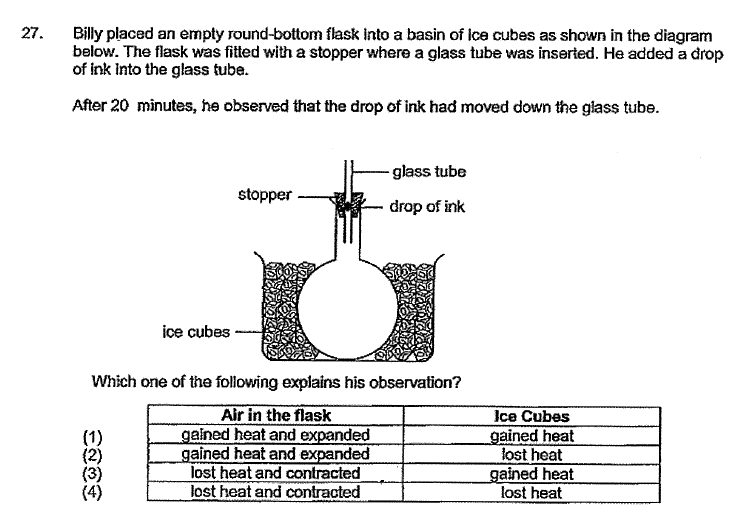 27. Billy placed an empty round-bottom flask into a basin of ice cubes as shown in the diagram
below. The flask was fitted with a stopper where a glass tube was inserted. He added a drop
of ink into the glass tube.
After 20 minutes, he observed that the drop of ink had moved down the glass tube.
glass tube
stopper
drop of ink
ice cubes
Which one of the following explains his observation?
Air in the flask Ice Cubes
(1) gained heat and expanded gained heat
(2) gained heat and expanded lost heat
(3) lost heat and contracted gained heat
(4) lost heat and contracted lost heat